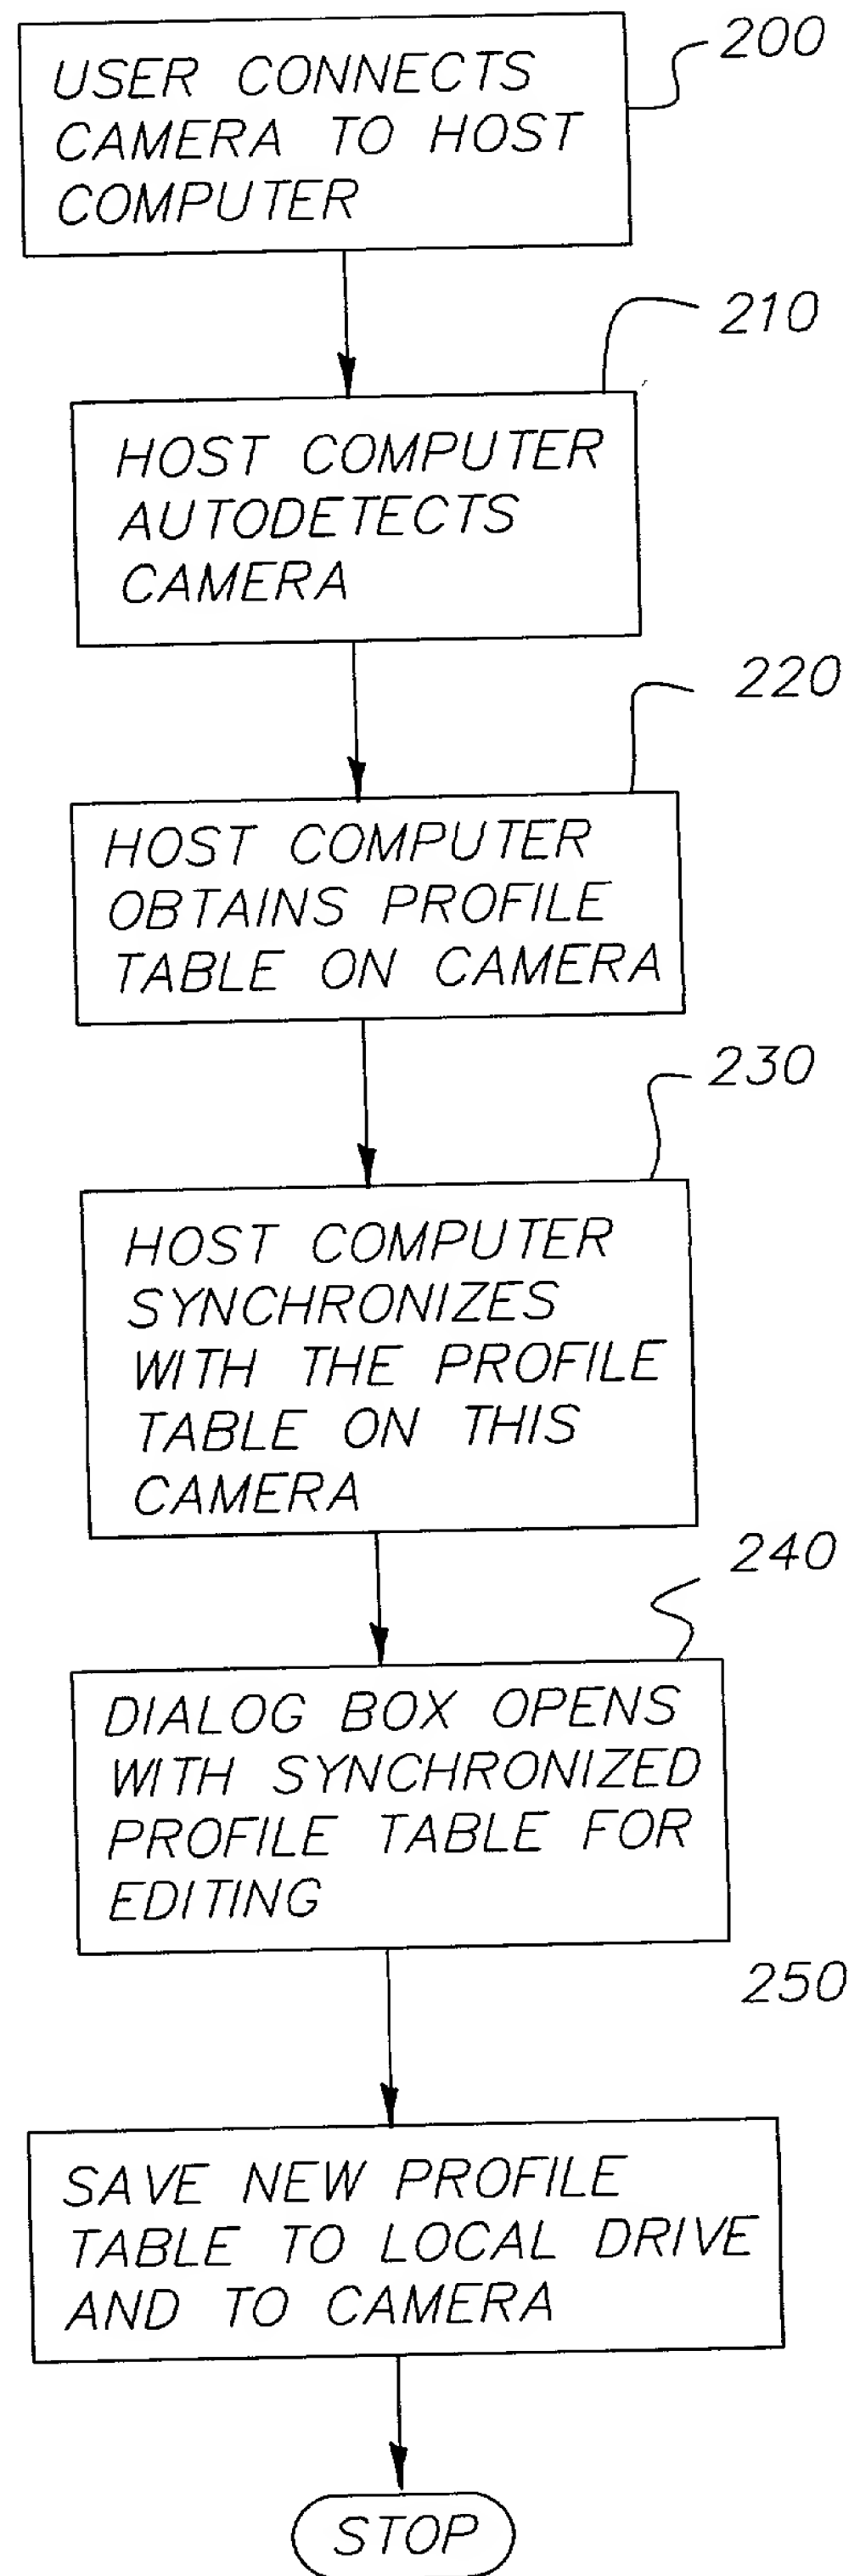 200
USER CONNECTS
CAMERA TO HOST
COMPUTER
210
HOST COMPUTER
AUTODETECTS
CAMERA
220
HOST COMPUTER
OBTAINS PROFILE
TABLE ON CAMERA
230
HOST COMPUTER
SYNCHRONIZES
WITH THE PROFILE
TABLE ON THIS
CAMERA
240
DIALOG BOX OPENS
WITH SYNCHRONIZED
PROFILE TABLE FOR
EDITING
250
SAVE NEW PROFILE
TABLE TO LOCAL DRIVE
AND TO CAMERA
STOP